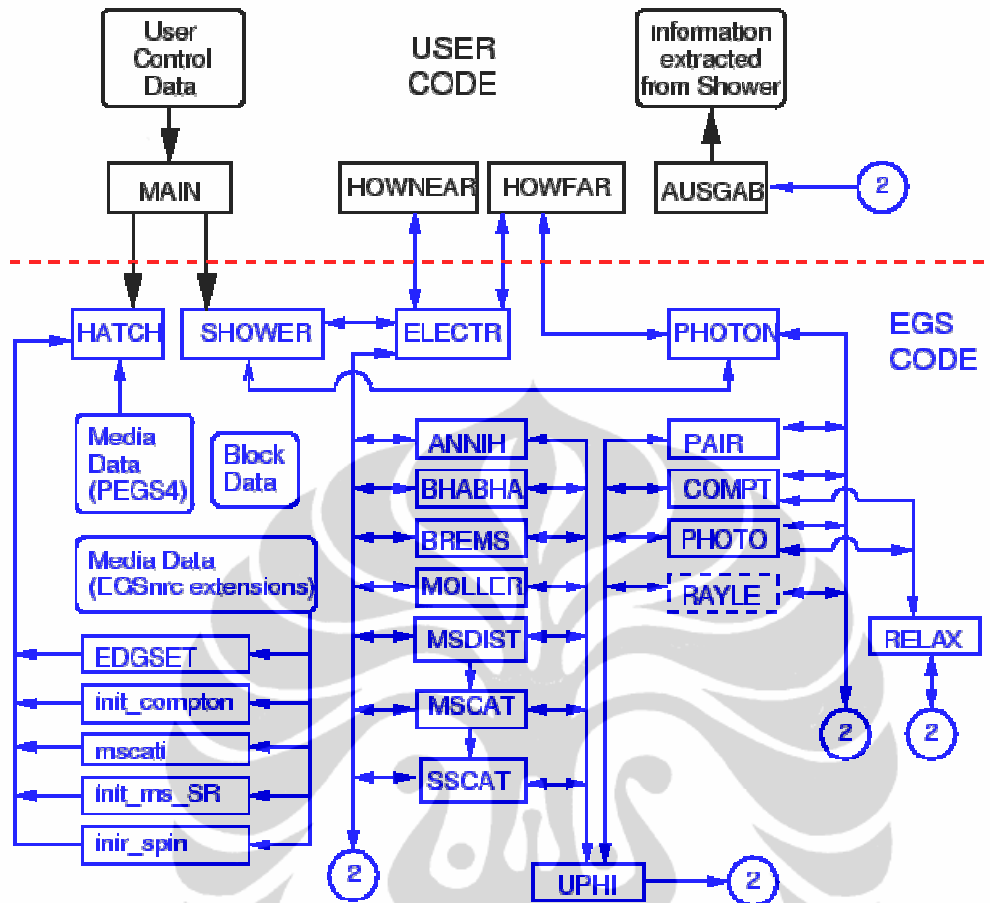 User
Control
Data
USER
CODE
Information
extracted
from Shower
MAIN
HOWNEAR
HOWFAR
AUSGAB
2
HATCH
SHOWER
ELECTR
PHOTON
EGS
CODE
Media
Data
(PEGS4)
Block
Data
ANNIH
PAIR
BHABHA
COMPT
BREMS
PHOTO
Media Data
(EGSnrc extensions)
MOLLER
RAYLE
MSDIST
RELAX
EDGSET
init_compton
MSCAT
mscati
2
2
SSCAT
init_ms_SR
inir_spin
2
UPHI
2